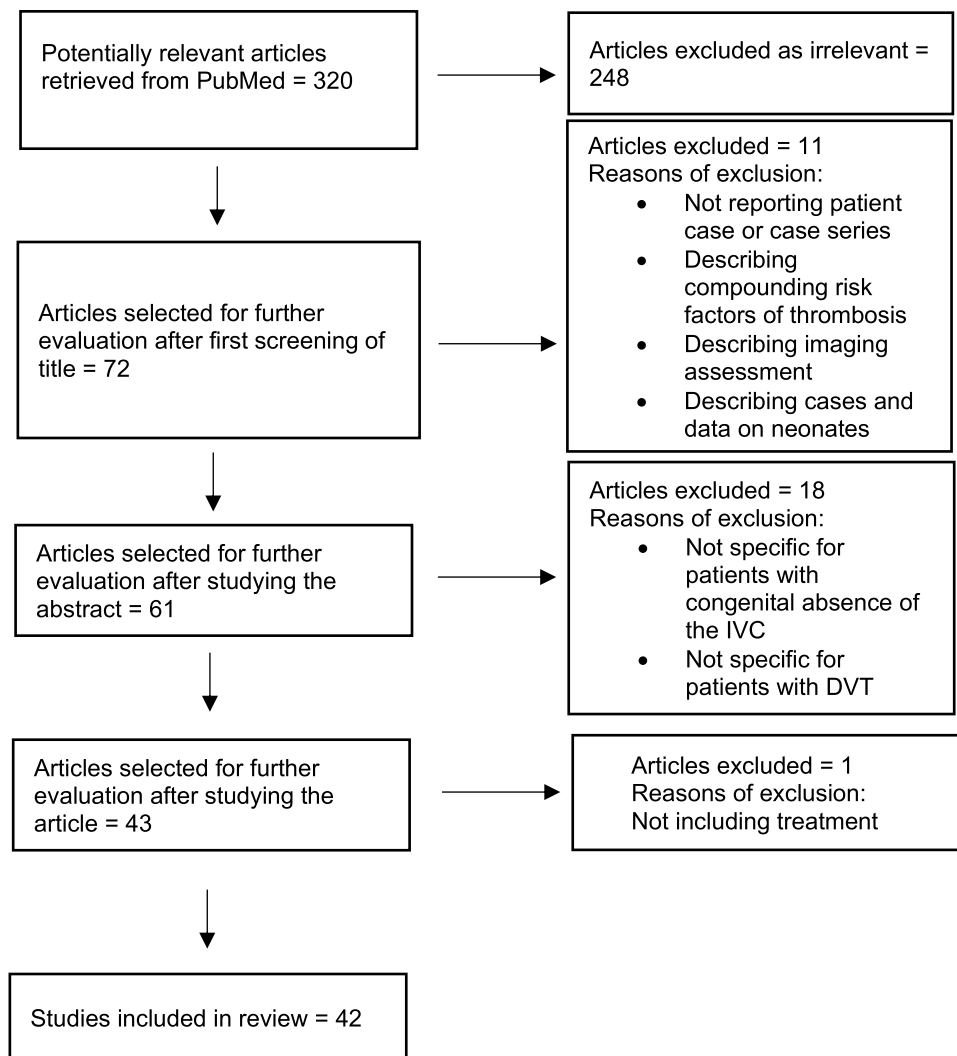 Potentially relevant articles
retrieved from PubMed = 320
Articles excluded as irrelevant =
248
Articles selected for further
evaluation after first screening of
title = 72
Articles excluded = 11
Reasons of exclusion:
• Not reporting patient
case or case series
• Describing
compounding risk
factors of thrombosis
• Describing imaging
assessment
• Describing cases and
data on neonates
Articles selected for further
evaluation after studying the
abstract = 61
Articles excluded = 18
Reasons of exclusion:
• Not specific for
patients with
congenital absence of
the IVC
• Not specific for
patients with DVT
Articles selected for further
evaluation after studying the
article = 43
Articles excluded = 1
Reasons of exclusion:
Not including treatment
Studies included in review = 42